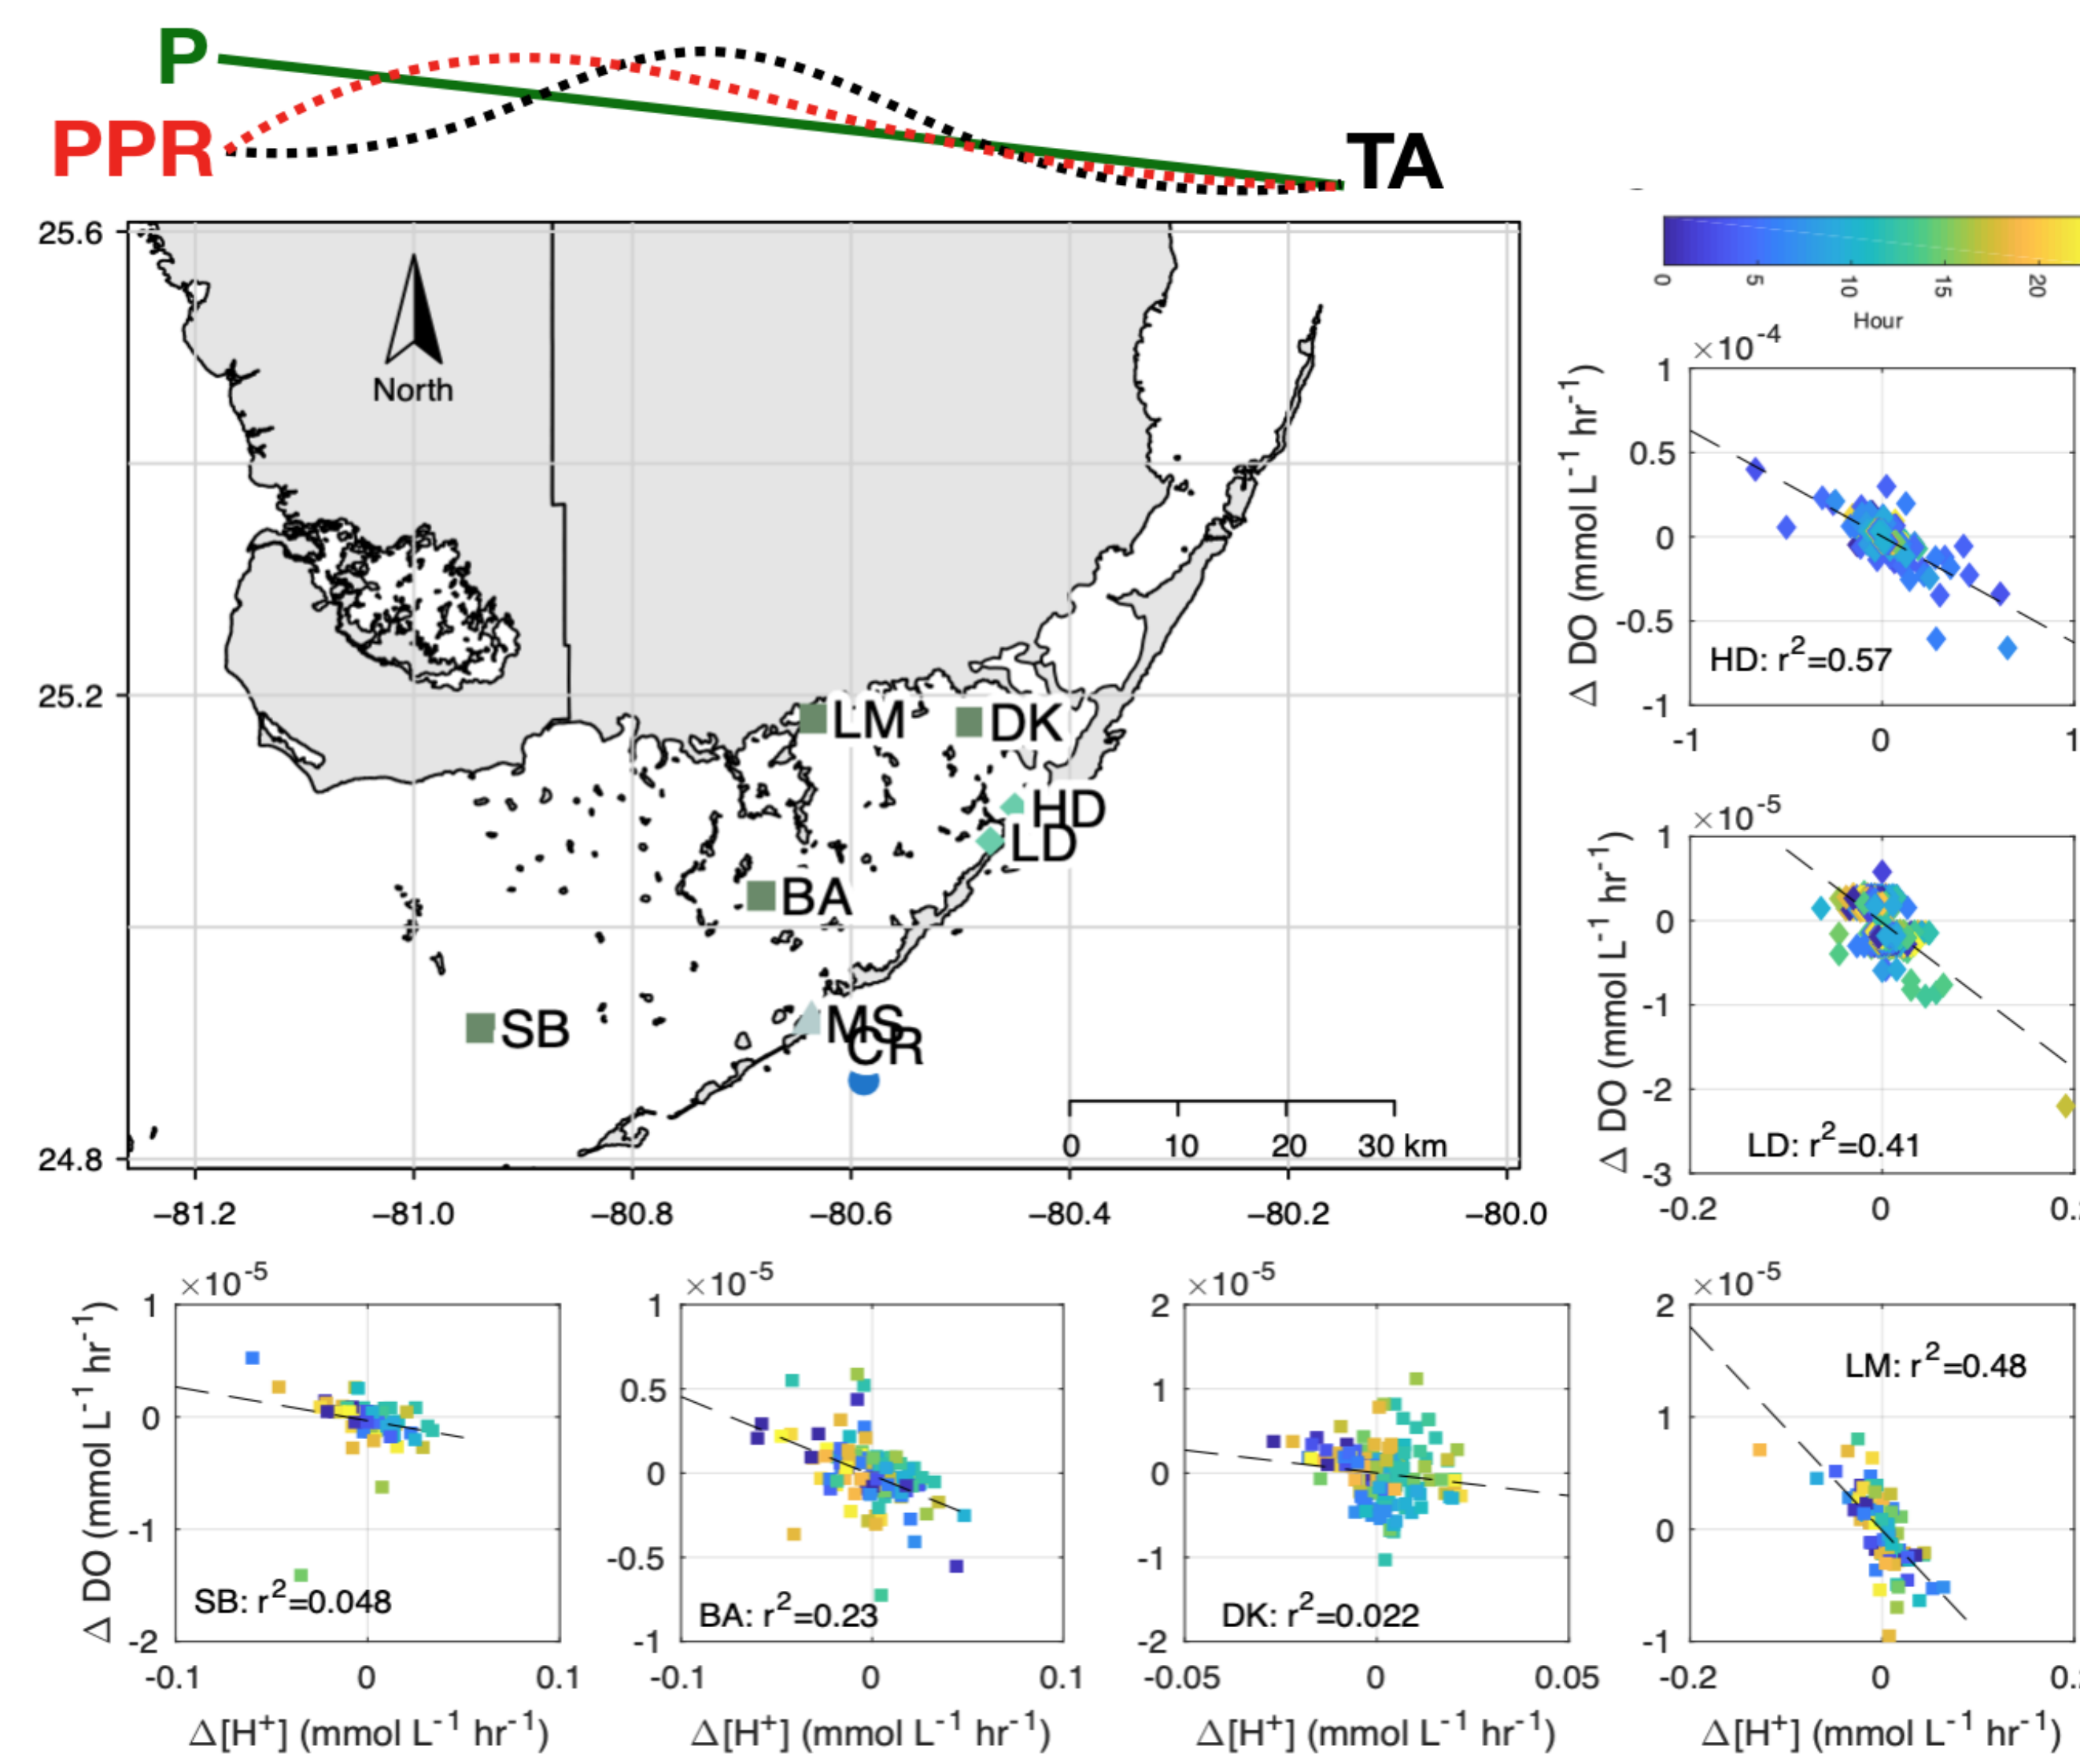 P
PPR
TA
25.6
25.2
24.8
North
LM
DK
HD
LD
BA
SB
MS
CR
0 10 20 30 km
−81.2 −81.0 −80.8 −80.6 −80.4 −80.2 −80.0
0 5 10 15 20
Hour
×10⁻⁴
Δ DO (mmol L⁻¹ hr⁻¹)
1
0.5
0
-0.5
-1
HD: r²=0.57
-1 0 1
×10⁻⁵
Δ DO (mmol L⁻¹ hr⁻¹)
1
0
-1
-2
-3
LD: r²=0.41
-0.2 0
×10⁻⁵
Δ DO (mmol L⁻¹ hr⁻¹)
1
0
-1
-2
SB: r²=0.048
-0.1 0 0.1
Δ[H⁺] (mmol L⁻¹ hr⁻¹)
×10⁻⁵
1
0.5
0
-0.5
-1
BA: r²=0.23
-0.1 0 0.1
Δ[H⁺] (mmol L⁻¹ hr⁻¹)
×10⁻⁵
2
1
0
-1
-2
DK: r²=0.022
-0.05 0 0.05
Δ[H⁺] (mmol L⁻¹ hr⁻¹)
×10⁻⁵
2
1
0
-1
LM: r²=0.48
-0.2 0
Δ[H⁺] (mmol L⁻¹ hr⁻¹)